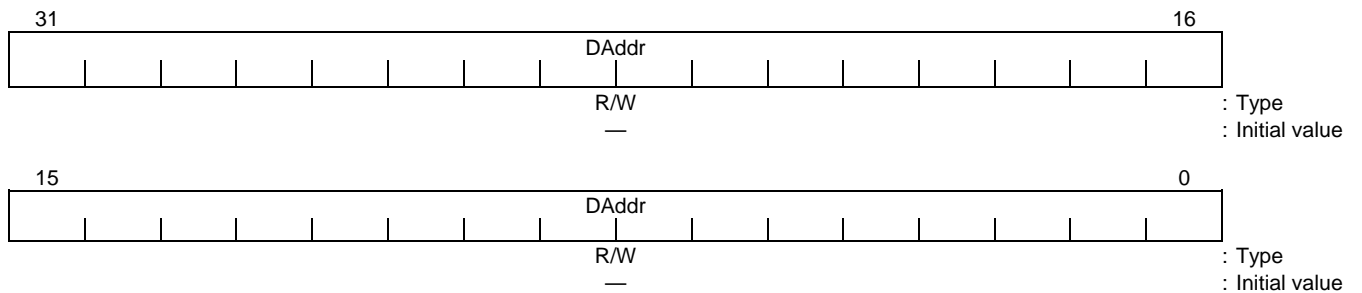 31 16
DAddr
R/W : Type
— : Initial value
15 0
DAddr
R/W : Type
— : Initial value